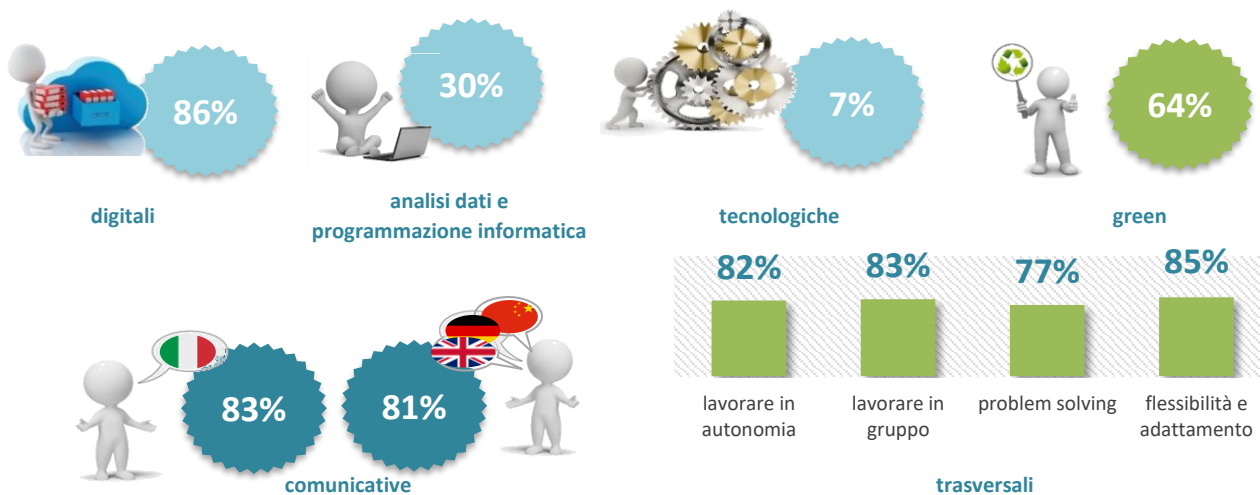 86%
30%
7%
64%
digitali
analisi dati e
programmazione informatica
tecnologiche
green
83%
81%
comunicative
82%
83%
77%
85%
lavorare in
autonomia
lavorare in
gruppo
problem solving
flessibilità e
adattamento
trasversali